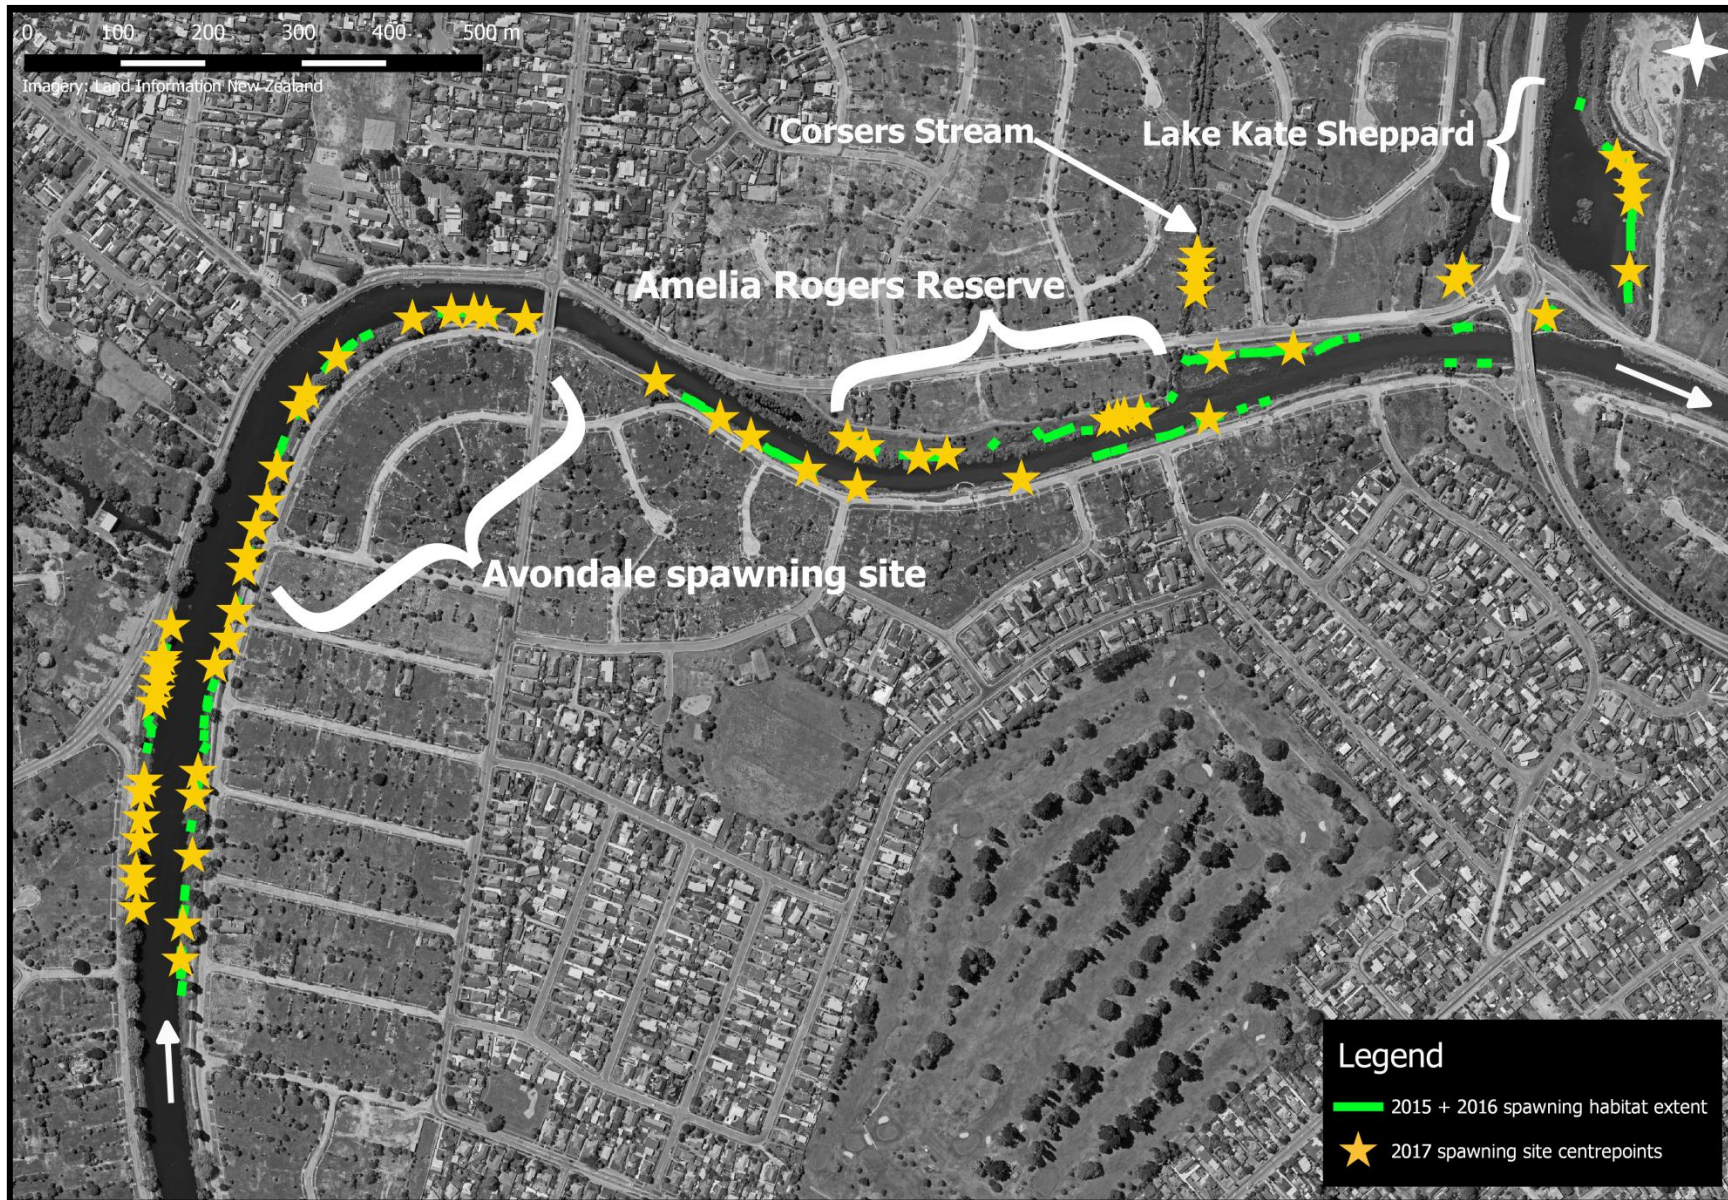 0 100 200 300 400 500 m
Imagery: Land Information New Zealand
Corsers Stream
Lake Kate Sheppard
Amelia Rogers Reserve
Avondale spawning site
Legend
2015 + 2016 spawning habitat extent
2017 spawning site centrepoints